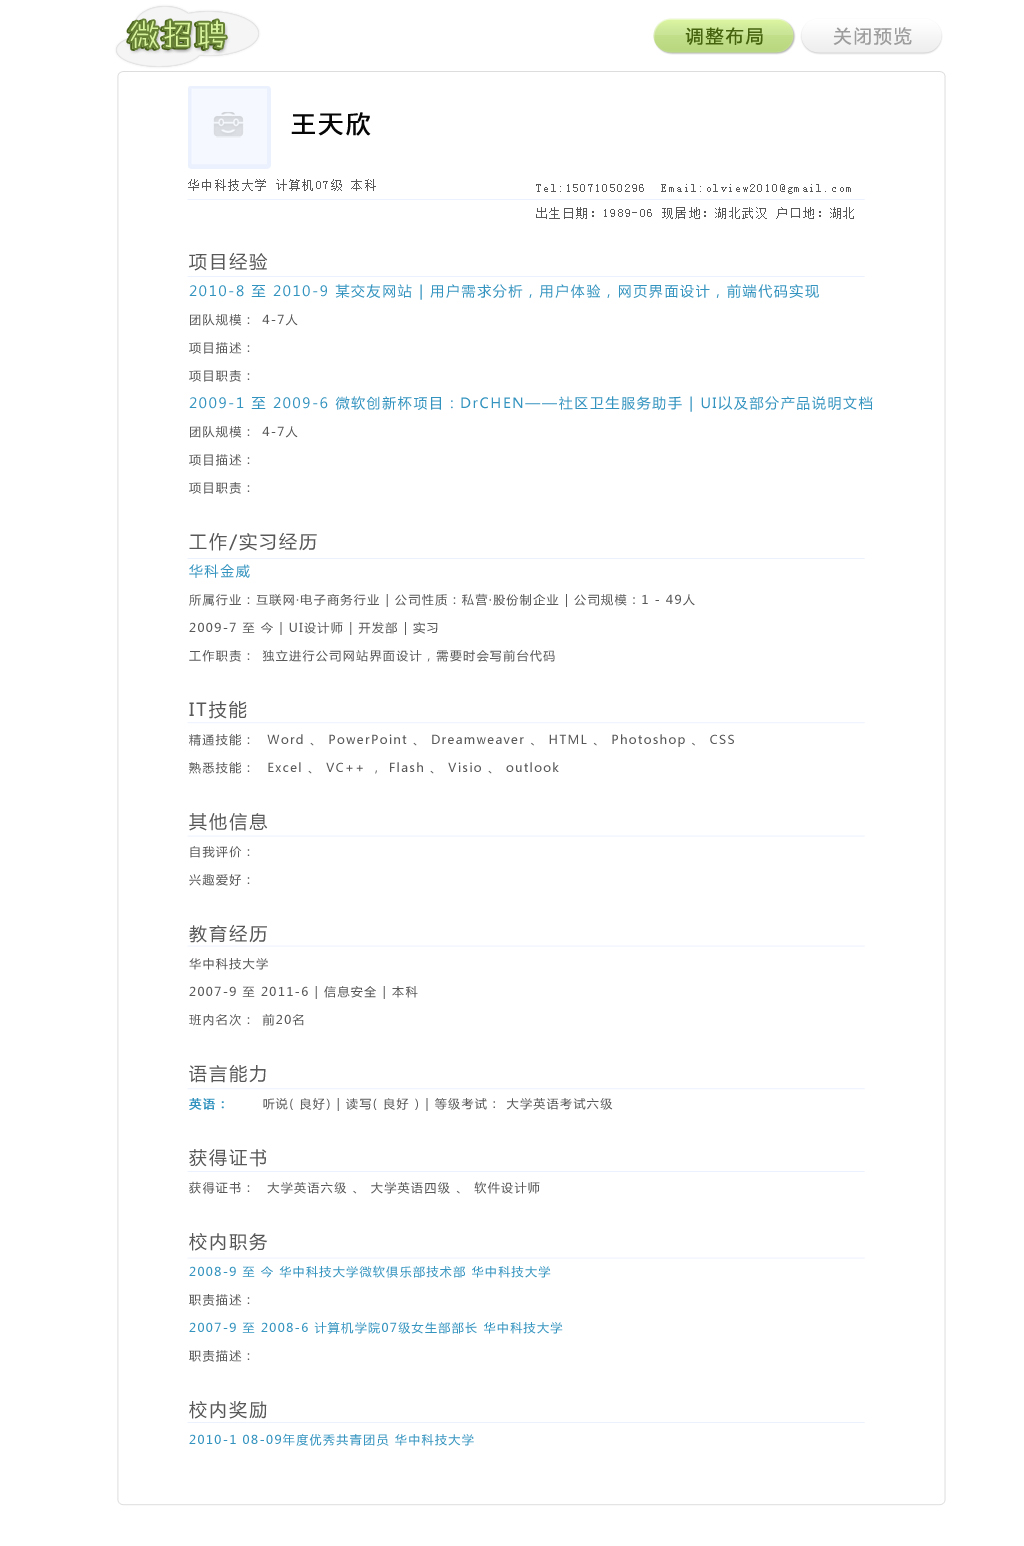 微招聘
调整布局 关闭预览
王天欣
华中科技大学 计算机07级 本科
Tel:15071050296 Email:olview2010@gmail.com
出生日期：1989-06 现居地：湖北武汉 户口地：湖北
项目经验
2010-8 至 2010-9 某交友网站 | 用户需求分析，用户体验，网页界面设计，前端代码实现
团队规模： 4-7人
项目描述：
项目职责：
2009-1 至 2009-6 微软创新杯项目：DrCHEN——社区卫生服务助手 | UI以及部分产品说明文档
团队规模： 4-7人
项目描述：
项目职责：
工作/实习经历
华科金威
所属行业：互联网·电子商务行业 | 公司性质：私营·股份制企业 | 公司规模：1 - 49人
2009-7 至 今 | UI设计师 | 开发部 | 实习
工作职责： 独立进行公司网站界面设计，需要时会写前台代码
IT技能
精通技能： Word 、 PowerPoint 、 Dreamweaver 、 HTML 、 Photoshop 、 CSS
熟悉技能： Excel 、 VC++ ， Flash 、 Visio 、 outlook
其他信息
自我评价：
兴趣爱好：
教育经历
华中科技大学
2007-9 至 2011-6 | 信息安全 | 本科
班内名次： 前20名
语言能力
英语： 听说( 良好) | 读写( 良好 ) | 等级考试： 大学英语考试六级
获得证书
获得证书： 大学英语六级 、 大学英语四级 、 软件设计师
校内职务
2008-9 至 今 华中科技大学微软俱乐部技术部 华中科技大学
职责描述：
2007-9 至 2008-6 计算机学院07级女生部部长 华中科技大学
职责描述：
校内奖励
2010-1 08-09年度优秀共青团员 华中科技大学